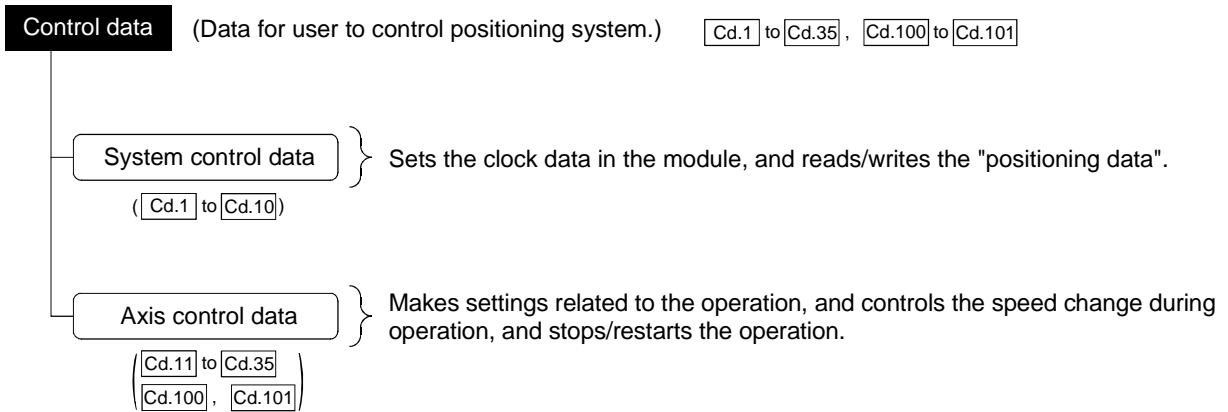 Control data (Data for user to control positioning system.) Cd.1 to Cd.35 , Cd.100 to Cd.101
System control data Sets the clock data in the module, and reads/writes the "positioning data".
( Cd.1 to Cd.10 )
Axis control data Makes settings related to the operation, and controls the speed change during
operation, and stops/restarts the operation.
( Cd.11 to Cd.35
Cd.100 , Cd.101 )